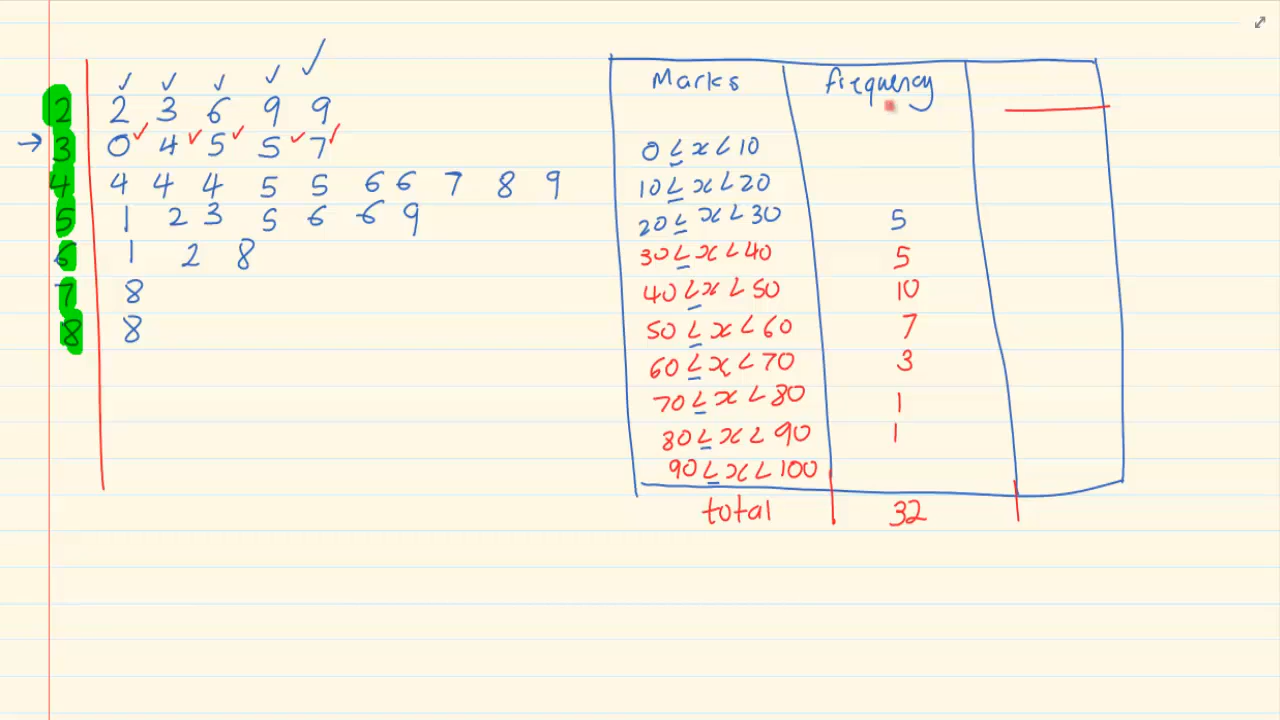 2 2 3 6 9 9
3 0 4 5 5 7
4 4 4 4 5 5 6 6 7 8 9
5 1 2 3 5 6 6 9
6 1 2 8
7 8
8 8
Marks frequency
0 ≤ x < 10
10 ≤ x < 20
20 ≤ x < 30 5
30 ≤ x < 40 5
40 ≤ x < 50 10
50 ≤ x < 60 7
60 ≤ x < 70 3
70 ≤ x < 80 1
80 ≤ x < 90 1
90 ≤ x < 100
total 32